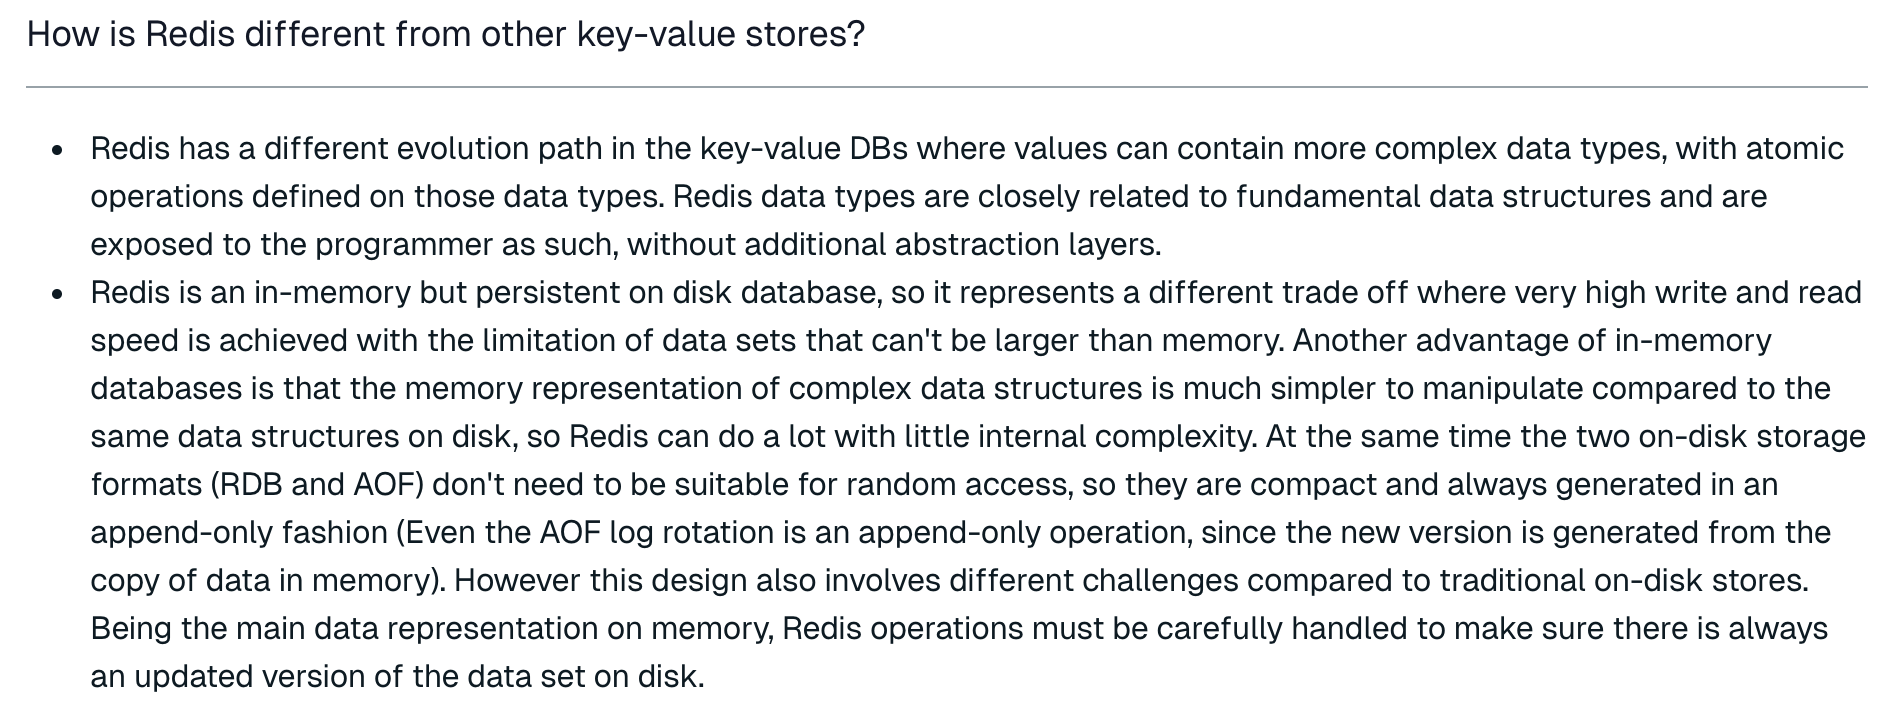 How is Redis different from other key-value stores?
• Redis has a different evolution path in the key-value DBs where values can contain more complex data types, with atomic
operations defined on those data types. Redis data types are closely related to fundamental data structures and are
exposed to the programmer as such, without additional abstraction layers.
• Redis is an in-memory but persistent on disk database, so it represents a different trade off where very high write and read
speed is achieved with the limitation of data sets that can't be larger than memory. Another advantage of in-memory
databases is that the memory representation of complex data structures is much simpler to manipulate compared to the
same data structures on disk, so Redis can do a lot with little internal complexity. At the same time the two on-disk storage
formats (RDB and AOF) don't need to be suitable for random access, so they are compact and always generated in an
append-only fashion (Even the AOF log rotation is an append-only operation, since the new version is generated from the
copy of data in memory). However this design also involves different challenges compared to traditional on-disk stores.
Being the main data representation on memory, Redis operations must be carefully handled to make sure there is always
an updated version of the data set on disk.